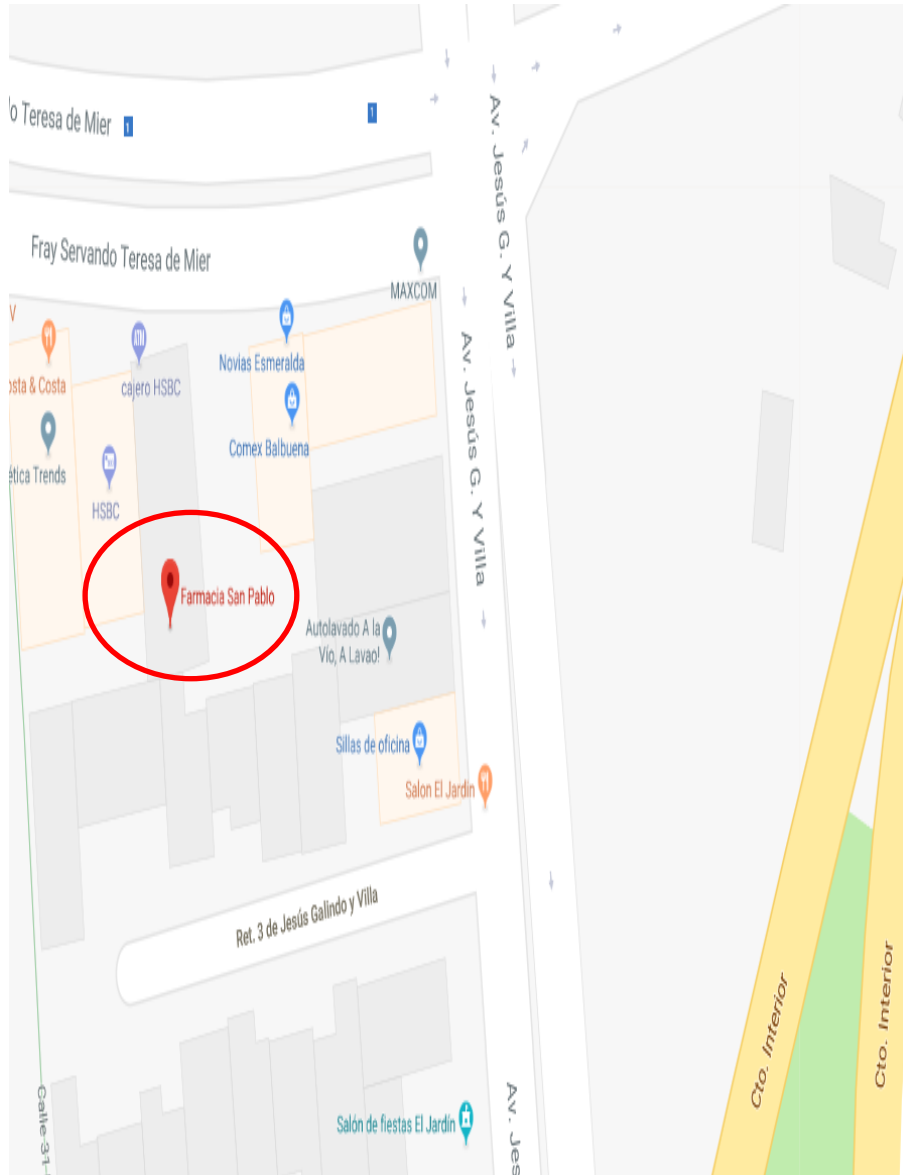 o Teresa de Mier
1
1
Av. Jesús G. Y Villa
Fray Servando Teresa de Mier
MAXCOM
V
osta & Costa
cajero HSBC
ATM
Novias Esmeralda
Av. Jesús G. Y Villa
Comex Balbuena
ética Trends
HSBC
Farmacia San Pablo
Autolavado A la
Vío, A Lavao!
Sillas de oficina
Salon El Jardin
Ret. 3 de Jesús Galindo y Villa
Cto. Interior
Cto. Interior
Calle 31
Salón de fiestas El Jardín
Av. Jes